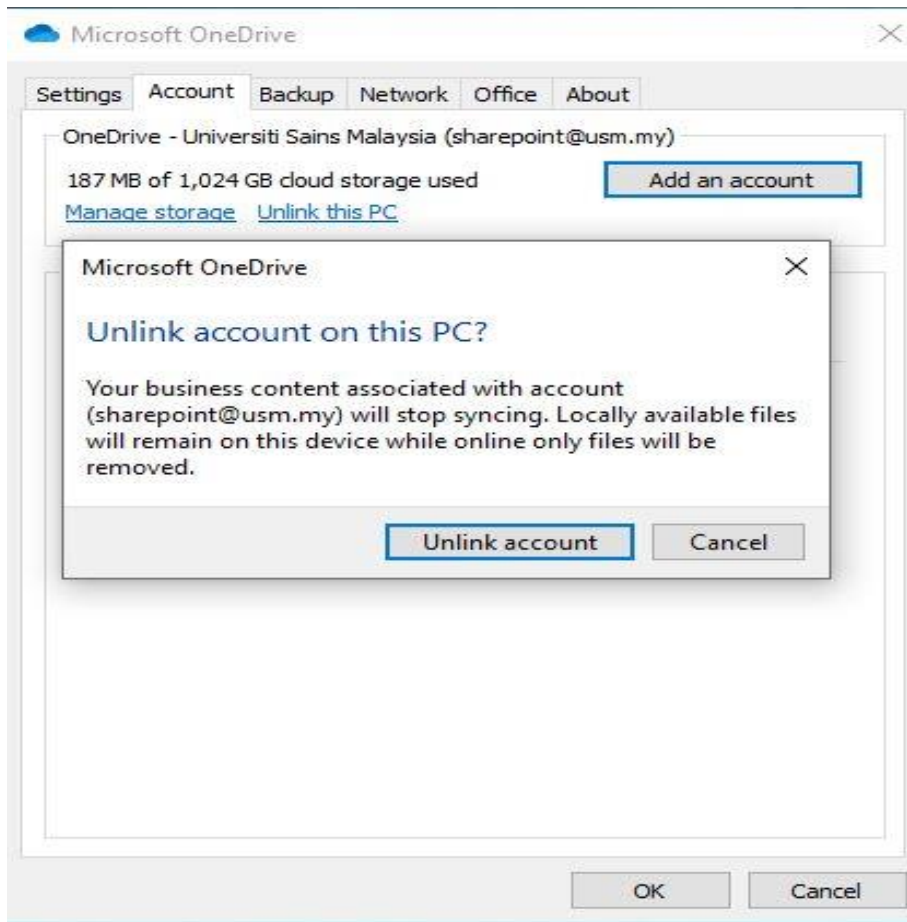 Microsoft OneDrive
Settings Account Backup Network Office About
OneDrive - Universiti Sains Malaysia (sharepoint@usm.my)
187 MB of 1,024 GB cloud storage used Add an account
Manage storage Unlink this PC
Microsoft OneDrive
Unlink account on this PC?
Your business content associated with account
(sharepoint@usm.my) will stop syncing. Locally available files
will remain on this device while online only files will be
removed.
Unlink account Cancel
OK Cancel